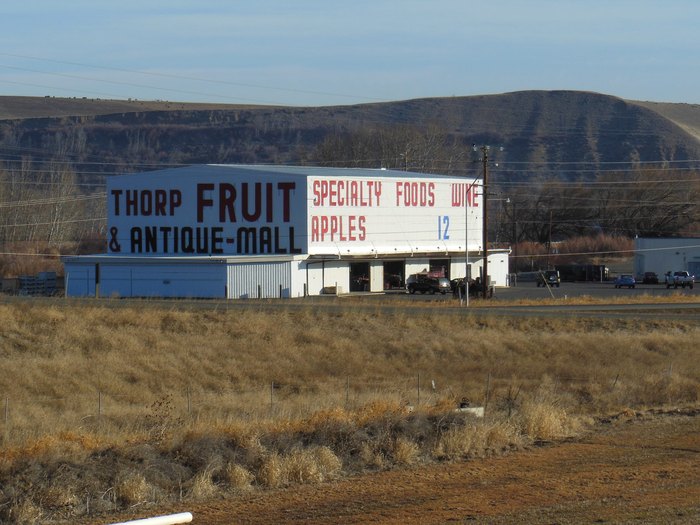 THORP FRUIT
& ANTIQUE-MALL
SPECIALTY FOODS WINE
APPLES 12